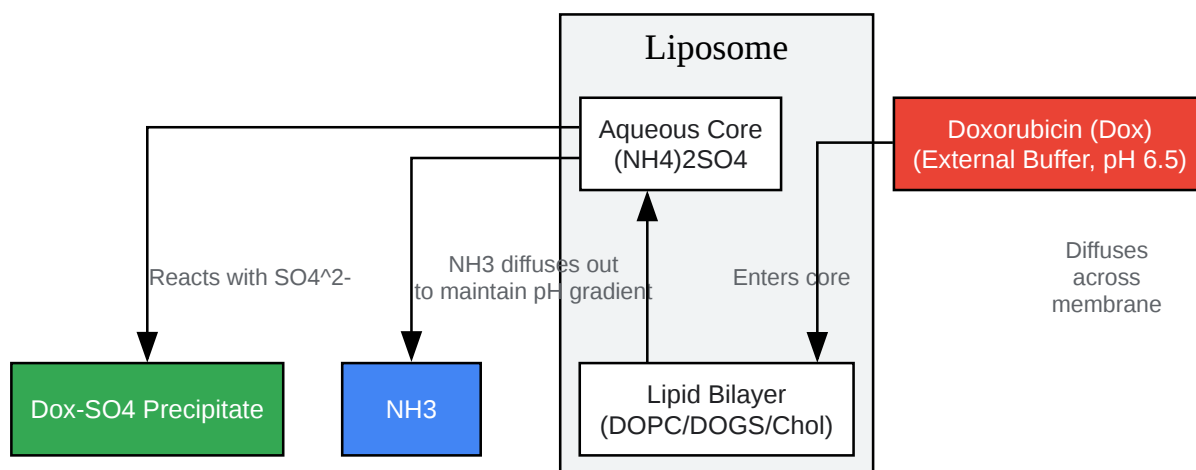 Liposome
Aqueous Core
(NH4)2SO4
Doxorubicin (Dox)
(External Buffer, pH 6.5)
Reacts with SO4^2-
NH3 diffuses out
to maintain pH gradient
Enters core
Diffuses
across
membrane
Dox-SO4 Precipitate
NH3
Lipid Bilayer
(DOPC/DOGS/Chol)